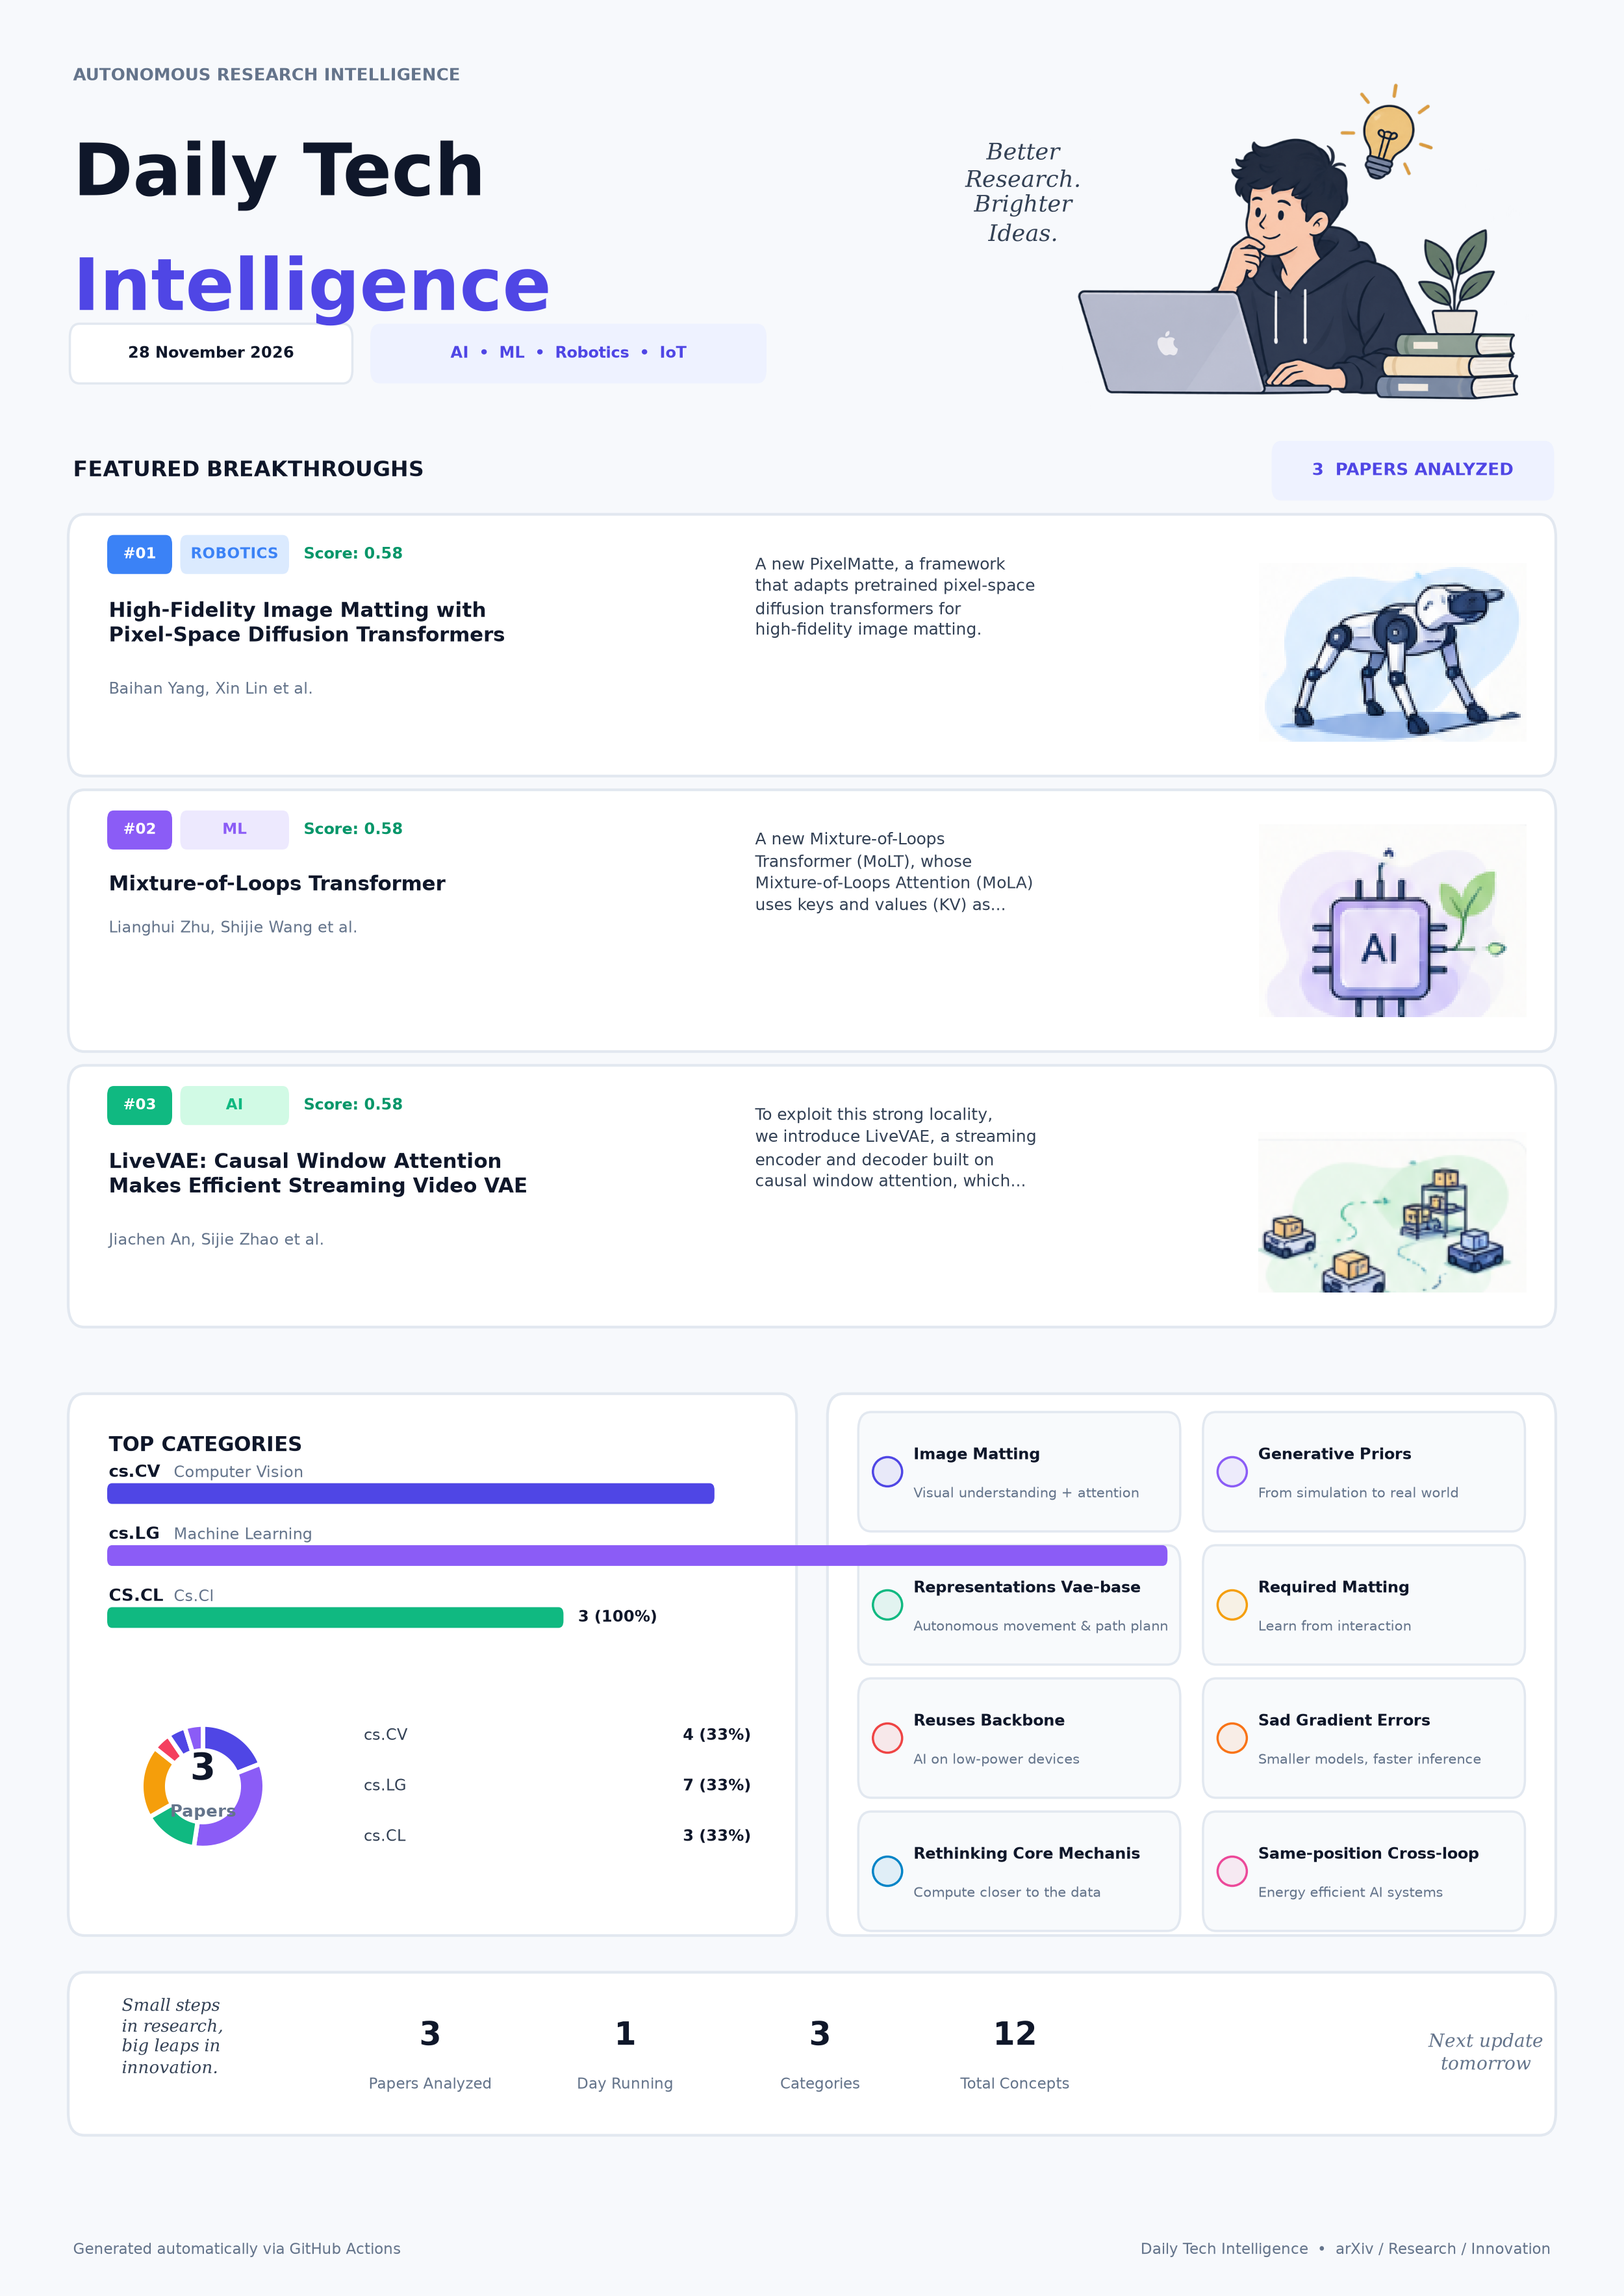 AUTONOMOUS RESEARCH INTELLIGENCE
Daily Tech
Intelligence
28 November 2026
AI • ML • Robotics • IoT
Better
Research.
Brighter
Ideas.
FEATURED BREAKTHROUGHS
3 PAPERS ANALYZED
#01
ROBOTICS
Score: 0.58
High-Fidelity Image Matting with
Pixel-Space Diffusion Transformers
Baihan Yang, Xin Lin et al.
A new PixelMatte, a framework
that adapts pretrained pixel-space
diffusion transformers for
high-fidelity image matting.
#02
ML
Score: 0.58
Mixture-of-Loops Transformer
Lianghui Zhu, Shijie Wang et al.
A new Mixture-of-Loops
Transformer (MoLT), whose
Mixture-of-Loops Attention (MoLA)
uses keys and values (KV) as...
AI
#03
AI
Score: 0.58
LiveVAE: Causal Window Attention
Makes Efficient Streaming Video VAE
Jiachen An, Sijie Zhao et al.
To exploit this strong locality,
we introduce LiveVAE, a streaming
encoder and decoder built on
causal window attention, which...
TOP CATEGORIES
cs.CV Computer Vision
cs.LG Machine Learning
CS.CL Cs.Cl
3 (100%)
3
Papers
cs.CV 4 (33%)
cs.LG 7 (33%)
cs.CL 3 (33%)
Image Matting
Visual understanding + attention
Generative Priors
From simulation to real world
Representations Vae-base
Autonomous movement & path plann
Required Matting
Learn from interaction
Reuses Backbone
AI on low-power devices
Sad Gradient Errors
Smaller models, faster inference
Rethinking Core Mechanis
Compute closer to the data
Same-position Cross-loop
Energy efficient AI systems
Small steps
in research,
big leaps in
innovation.
3
Papers Analyzed
1
Day Running
3
Categories
12
Total Concepts
Next update
tomorrow
Generated automatically via GitHub Actions
Daily Tech Intelligence • arXiv / Research / Innovation